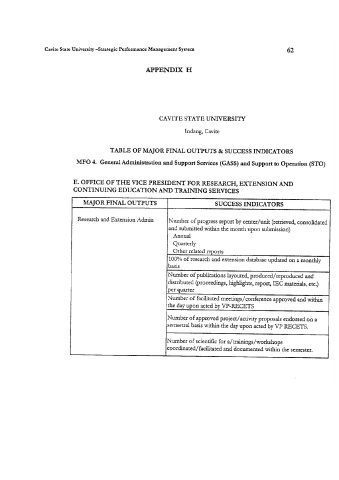 Cavite State University –Strategic Performance Management System
62
APPENDIX H
CAVITE STATE UNIVERSITY
Indang, Cavite
TABLE OF MAJOR FINAL OUTPUTS & SUCCESS INDICATORS
MFO 4. General Administration and Support Services (GASS) and Support to Operation (STO)
E. OFFICE OF THE VICE PRESIDENT FOR RESEARCH, EXTENSION AND
CONTINUING EDUCATION AND TRAINING SERVICES
MAJOR FINAL OUTPUTS
SUCCESS INDICATORS
Research and Extension Admin
Number of progress report by center/unit (retrieved, consolidated
and submitted within the month upon submission)
Annual
Quarterly
Other related reports
100% of research and extension database updated on a monthly
basis
Number of publications layouted, produced/reproduced and
distributed (proceedings, highlights, report, IEC materials, etc.)
per quarter
Number of facilitated meetings/conference approved and within
the day upon acted by VP-RECETS
Number of approved project/activity proposals endorsed on a
semestral basis within the day upon acted by VP RECETS.
Number of scientific for a/trainings/workshops
coordinated/facilitated and documented within the semester.